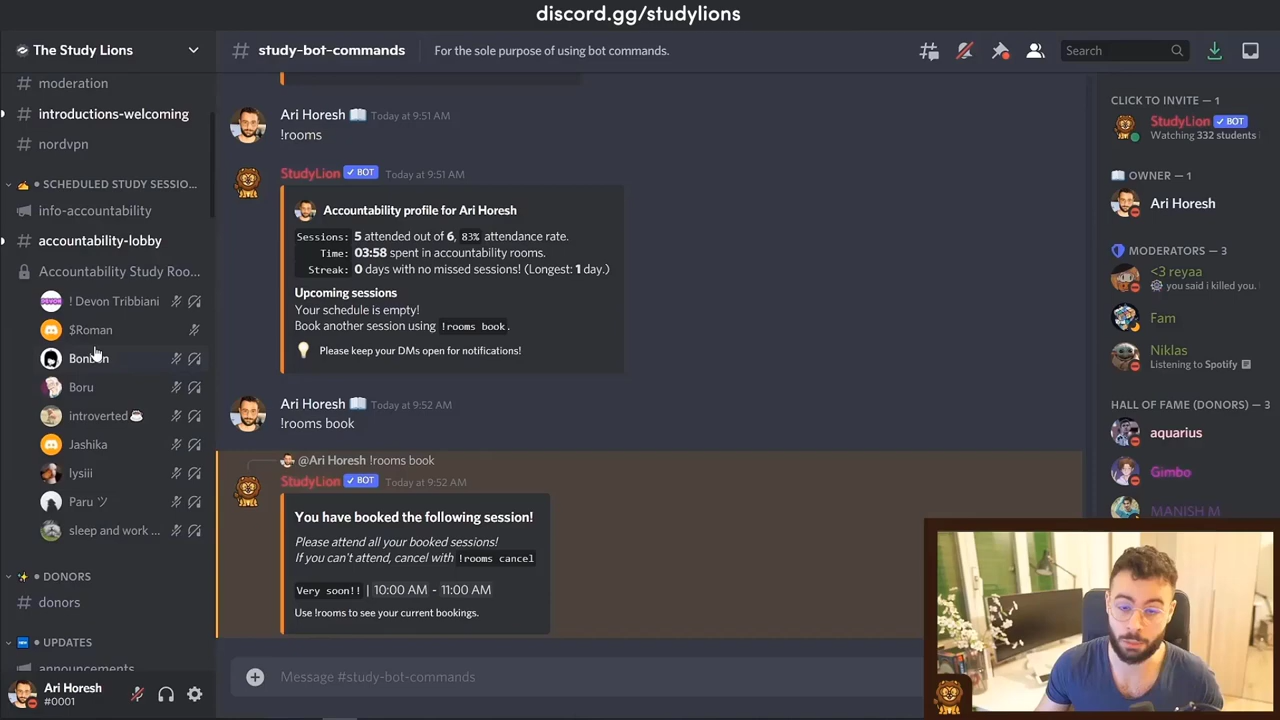 discord.gg/studylions
The Study Lions
# study-bot-commands
For the sole purpose of using bot commands.
Search
# moderation
# introductions-welcoming
# nordvpn
SCHEDULED STUDY SESSIO...
info-accountability
# accountability-lobby
Accountability Study Roo...
! Devon Tribbiani
$Roman
Boru
introverted
Jashika
lysiii
Paru ツ
sleep and work ...
DONORS
# donors
UPDATES
announcements
Ari Horesh
#0001
Ari Horesh Today at 9:51 AM
!rooms
StudyLion ✓ BOT Today at 9:51 AM
Accountability profile for Ari Horesh
Sessions: 5 attended out of 6, 83% attendance rate.
Time: 03:58 spent in accountability rooms.
Streak: 0 days with no missed sessions! (Longest: 1 day.)
Upcoming sessions
Your schedule is empty!
Book another session using !rooms book.
Please keep your DMs open for notifications!
Ari Horesh Today at 9:52 AM
!rooms book
@Ari Horesh !rooms book
StudyLion ✓ BOT Today at 9:52 AM
You have booked the following session!
Please attend all your booked sessions!
If you can't attend, cancel with !rooms cancel
Very soon!! | 10:00 AM - 11:00 AM
Use !rooms to see your current bookings.
Message #study-bot-commands
CLICK TO INVITE — 1
StudyLion ✓ BOT
Watching 332 students
OWNER — 1
Ari Horesh
MODERATORS — 3
<3 reyaa
you said i killed you.
Fam
Niklas
Listening to Spotify
HALL OF FAME (DONORS) — 3
aquarius
Gimbo
MANISH M